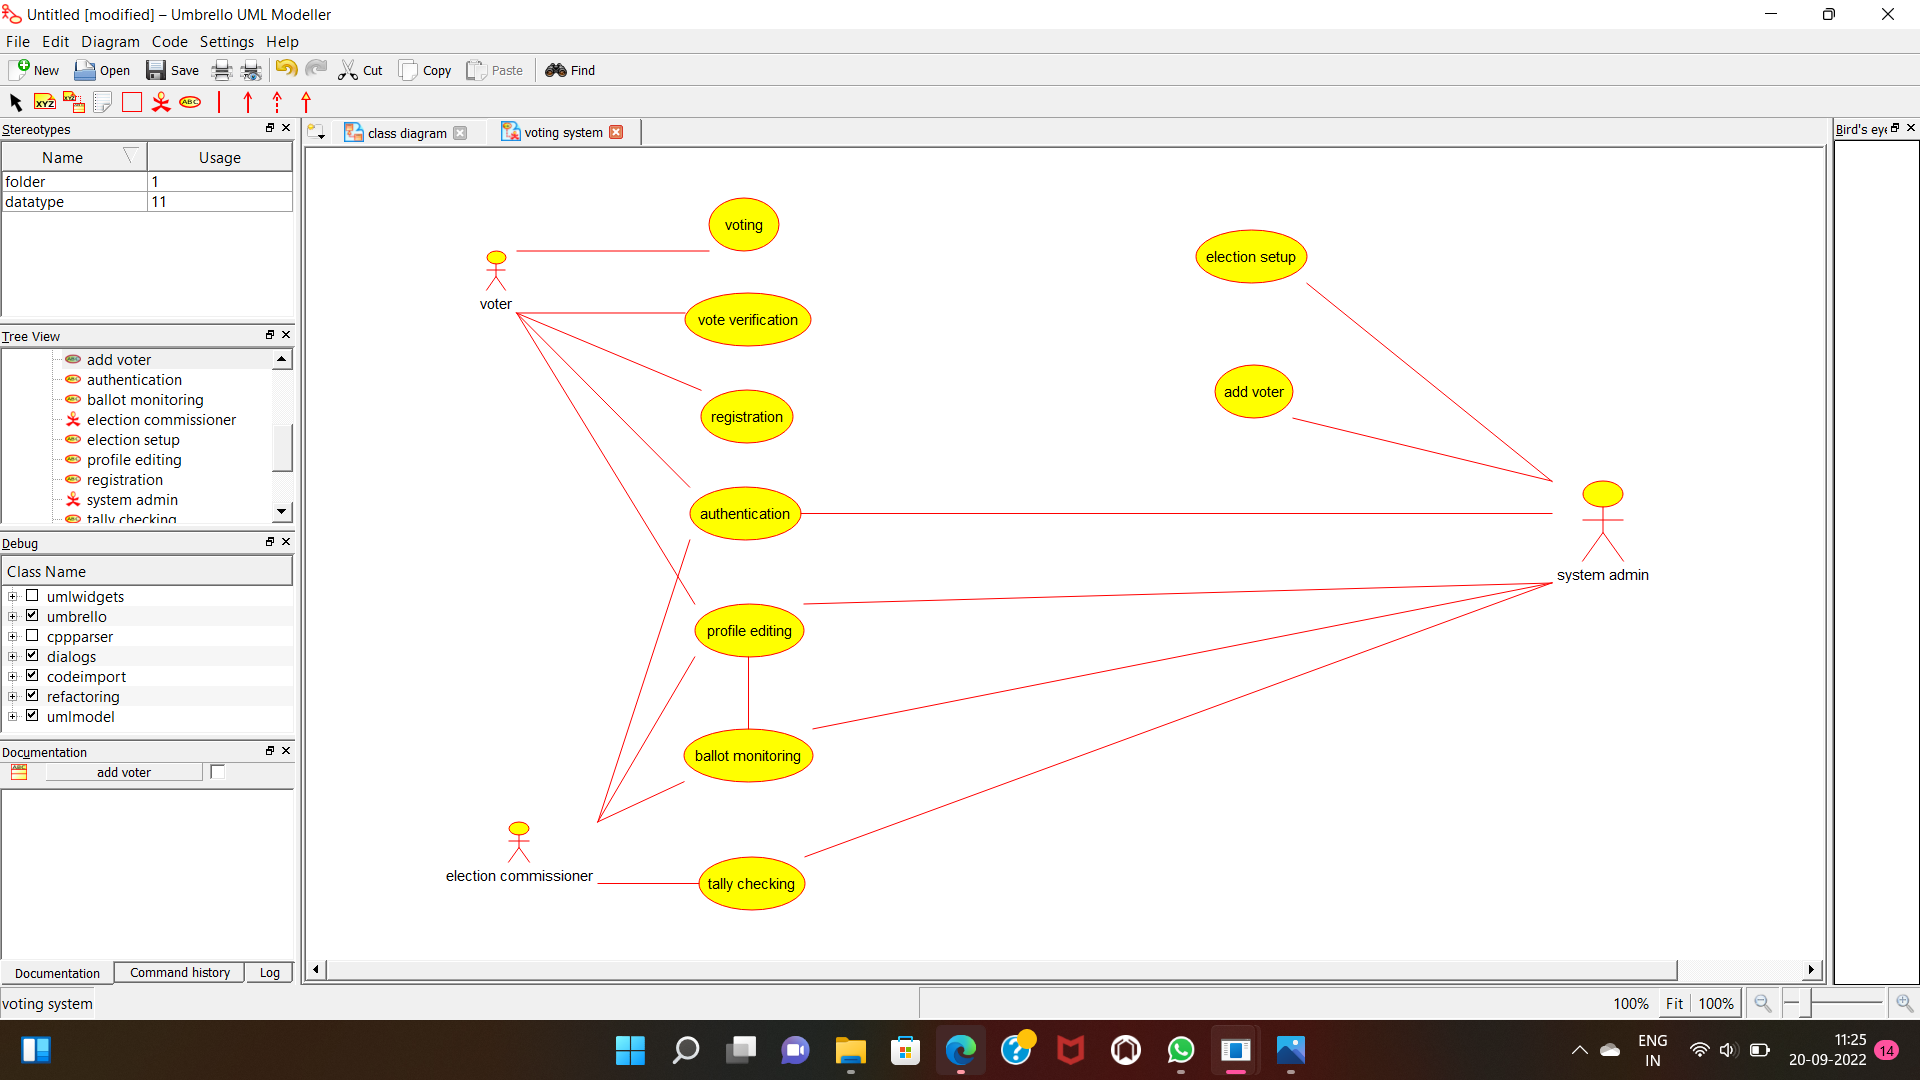 Untitled [modified] – Umbrello UML Modeller
File Edit Diagram Code Settings Help
New Open Save Cut Copy Paste Find
XYZ XYZ ABC
Stereotypes
Name Usage
folder 1
datatype 11
Tree View
add voter
authentication
ballot monitoring
election commissioner
election setup
profile editing
registration
system admin
tally checking
Debug
Class Name
umlwidgets
umbrello
cppparser
dialogs
codeimport
refactoring
umlmodel
Documentation
add voter
Documentation Command history Log
voting system
class diagram voting system
voting
election setup
voter
vote verification
add voter
registration
authentication
system admin
profile editing
ballot monitoring
election commissioner
tally checking
Bird's eye
100% Fit 100%
ENG
IN
11:25
20-09-2022
14